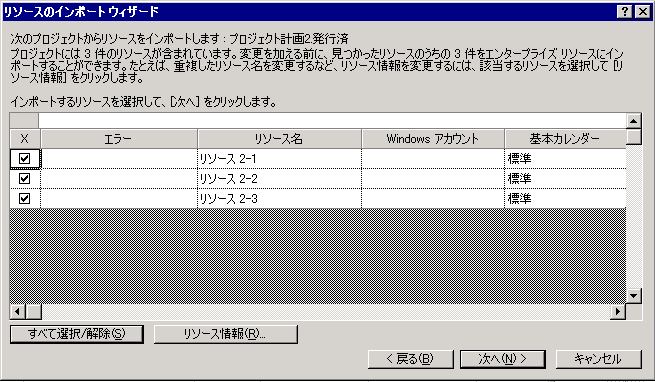 リソースのインポート ウィザード
次のプロジェクトからリソースをインポートします : プロジェクト計画2.発行済
プロジェクトには 3 件のリソースが含まれています。変更を加える前に、見つかったリソースのうちの 3 件をエンタープライズ リソースにイン
ポートすることができます。たとえば、重複したリソース名を変更するなど、リソース情報を変更するには、該当するリソースを選択して [リ
ソース情報] をクリックします。
インポートするリソースを選択して、[次へ] をクリックします。
X エラー リソース名 Windows アカウント 基本カレンダー
リソース 2-1 標準
リソース 2-2 標準
リソース 2-3 標準
すべて選択/解除(S) リソース情報(R)...
< 戻る(B) 次へ(N) > キャンセル